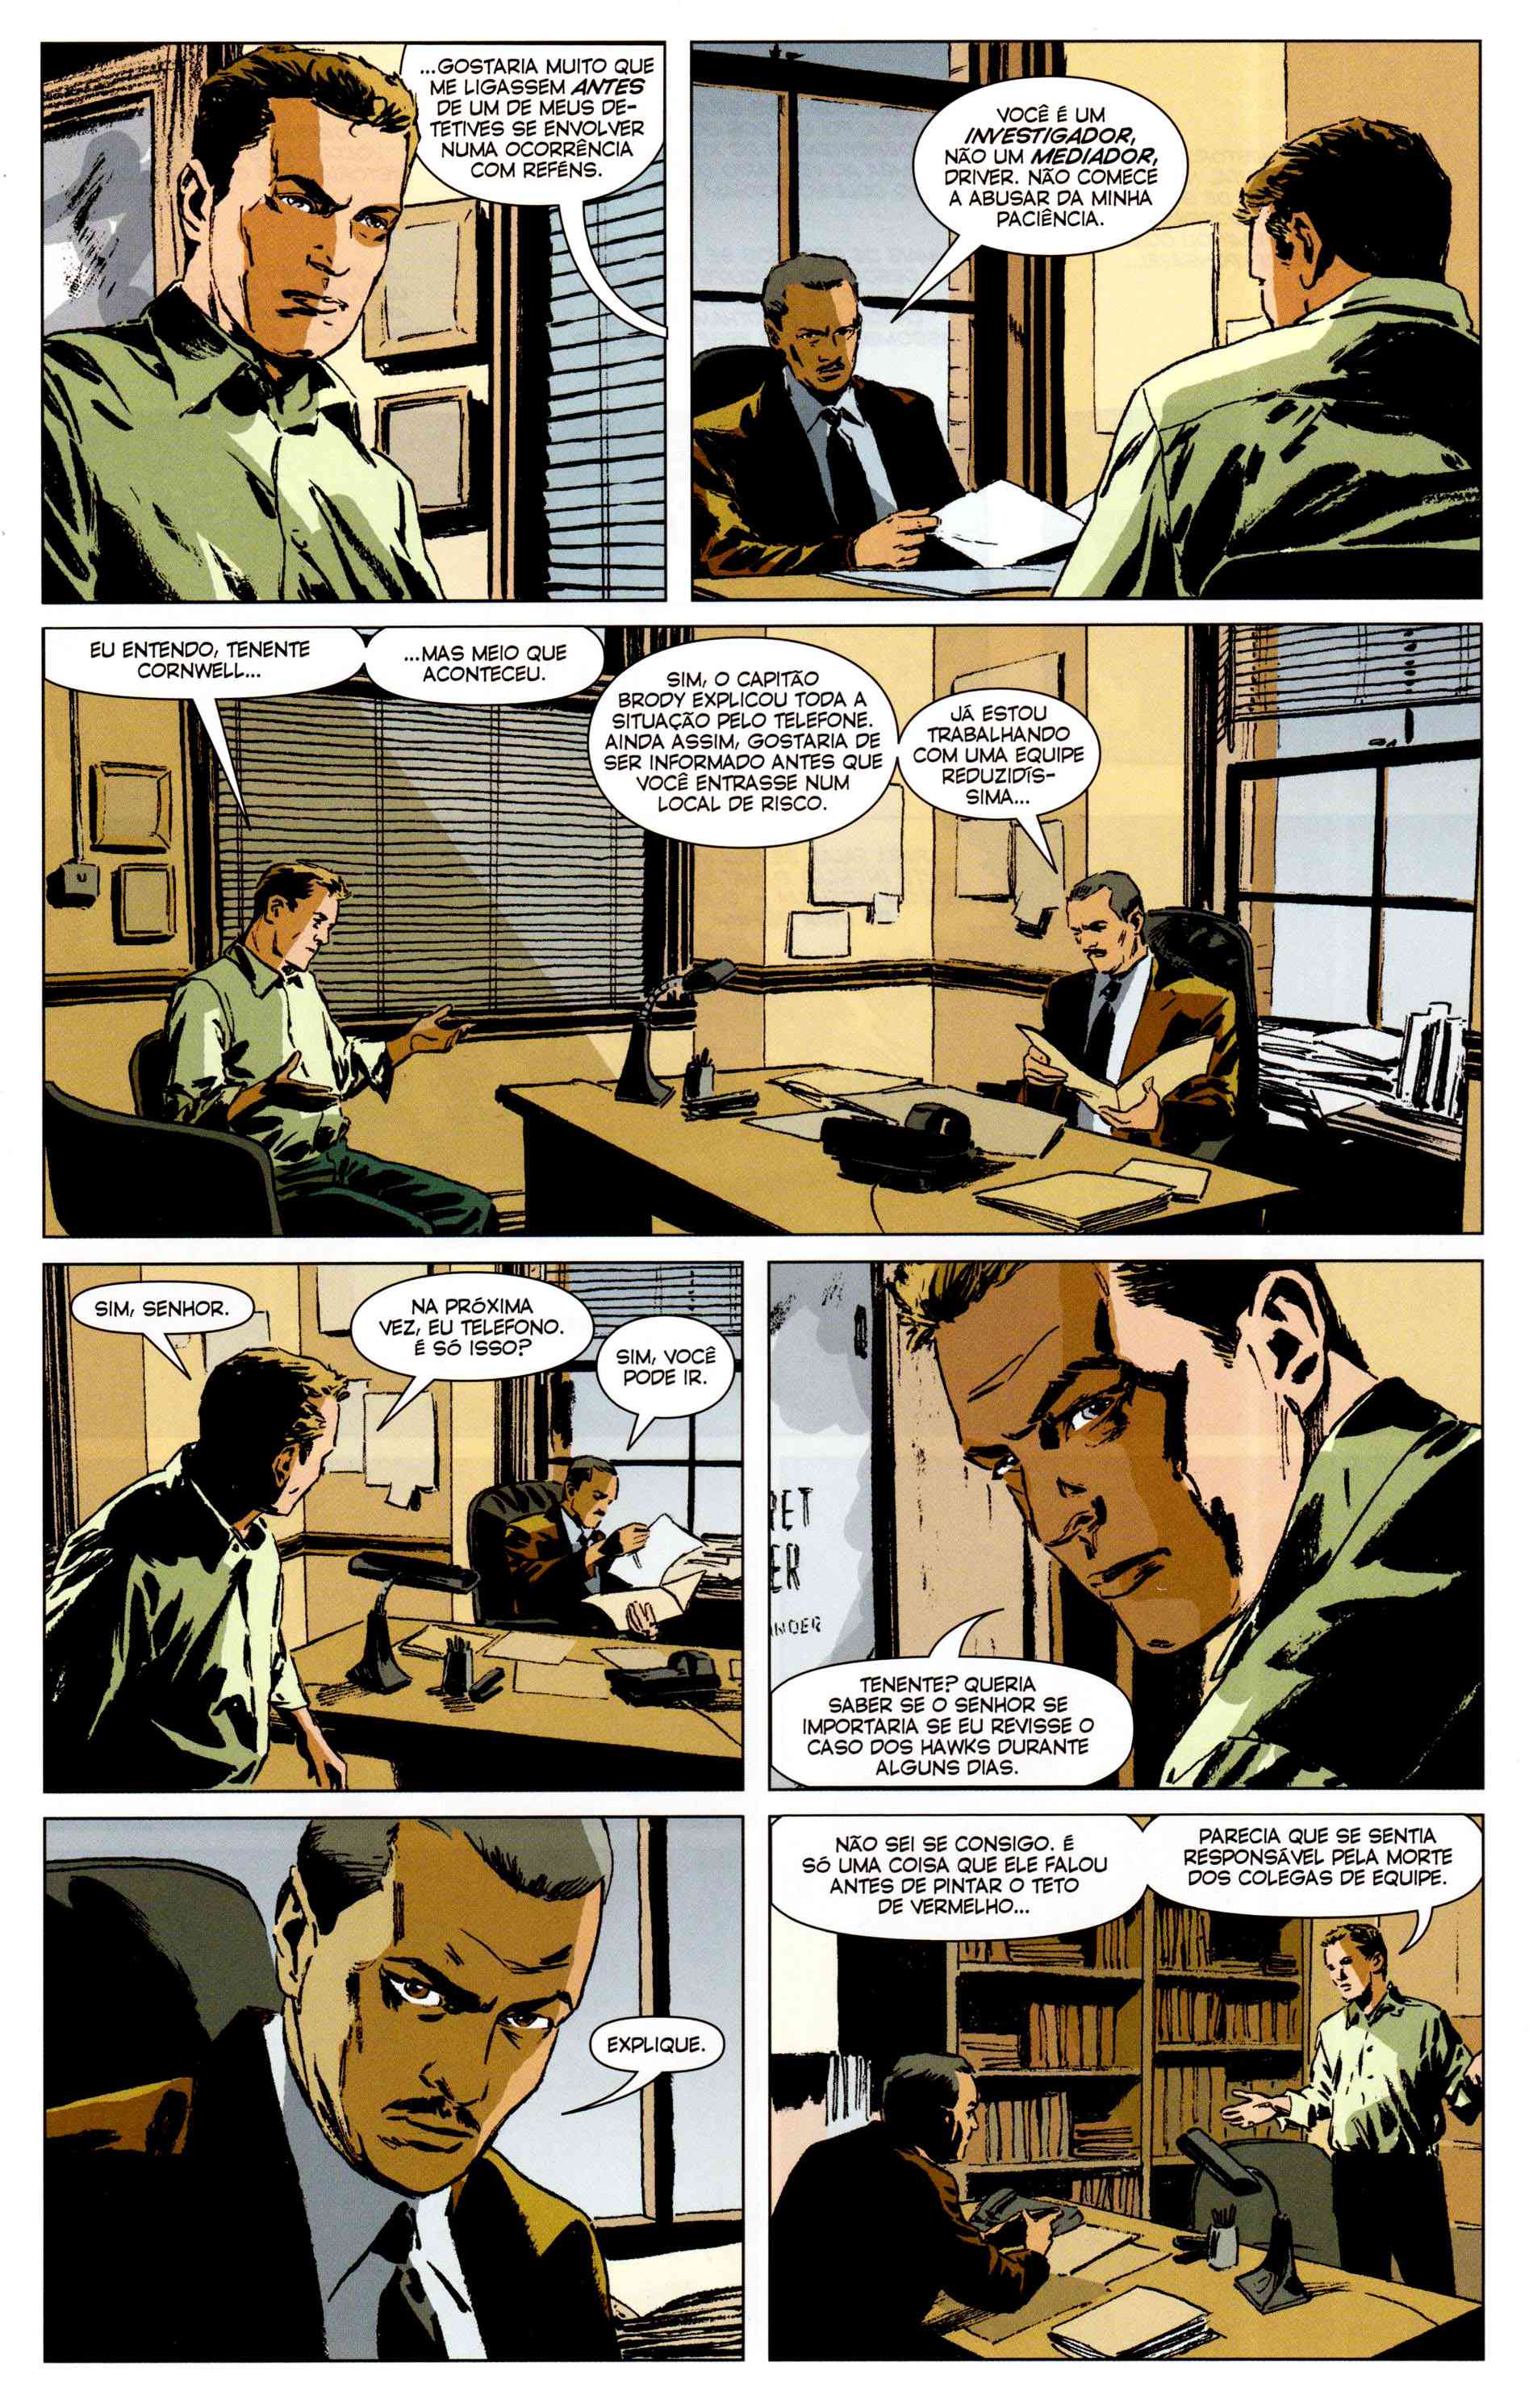 ...GOSTARIA MUITO QUE
ME LIGASSEM ANTES
DE UM DE MEUS DE-
TETIVES SE ENVOLVER
NUMA OCORRÊNCIA
COM REFÉNS.
VOCÊ É UM
INVESTIGADOR,
NÃO UM MEDIADOR,
DRIVER. NÃO COMECE
A ABUSAR DA MINHA
PACIÊNCIA.
EU ENTENDO, TENENTE
CORNWELL...
...MAS MEIO QUE
ACONTECEU.
SIM, O CAPITÃO
BRODY EXPLICOU TODA A
SITUAÇÃO PELO TELEFONE.
AINDA ASSIM, GOSTARIA DE
SER INFORMADO ANTES QUE
VOCÊ ENTRASSE NUM
LOCAL DE RISCO.
JÁ ESTOU
TRABALHANDO
COM UMA EQUIPE
REDUZIDÍS-
SIMA...
SIM, SENHOR.
NA PRÓXIMA
VEZ, EU TELEFONO.
É SÓ ISSO?
SIM, VOCÊ
PODE IR.
RET
ER
ANDER
TENENTE? QUERIA
SABER SE O SENHOR SE
IMPORTARIA SE EU REVISSE O
CASO DOS HAWKS DURANTE
ALGUNS DIAS.
EXPLIQUE.
NÃO SEI SE CONSIGO. É
SÓ UMA COISA QUE ELE FALOU
ANTES DE PINTAR O TETO
DE VERMELHO...
PARECIA QUE SE SENTIA
RESPONSÁVEL PELA MORTE
DOS COLEGAS DE EQUIPE.